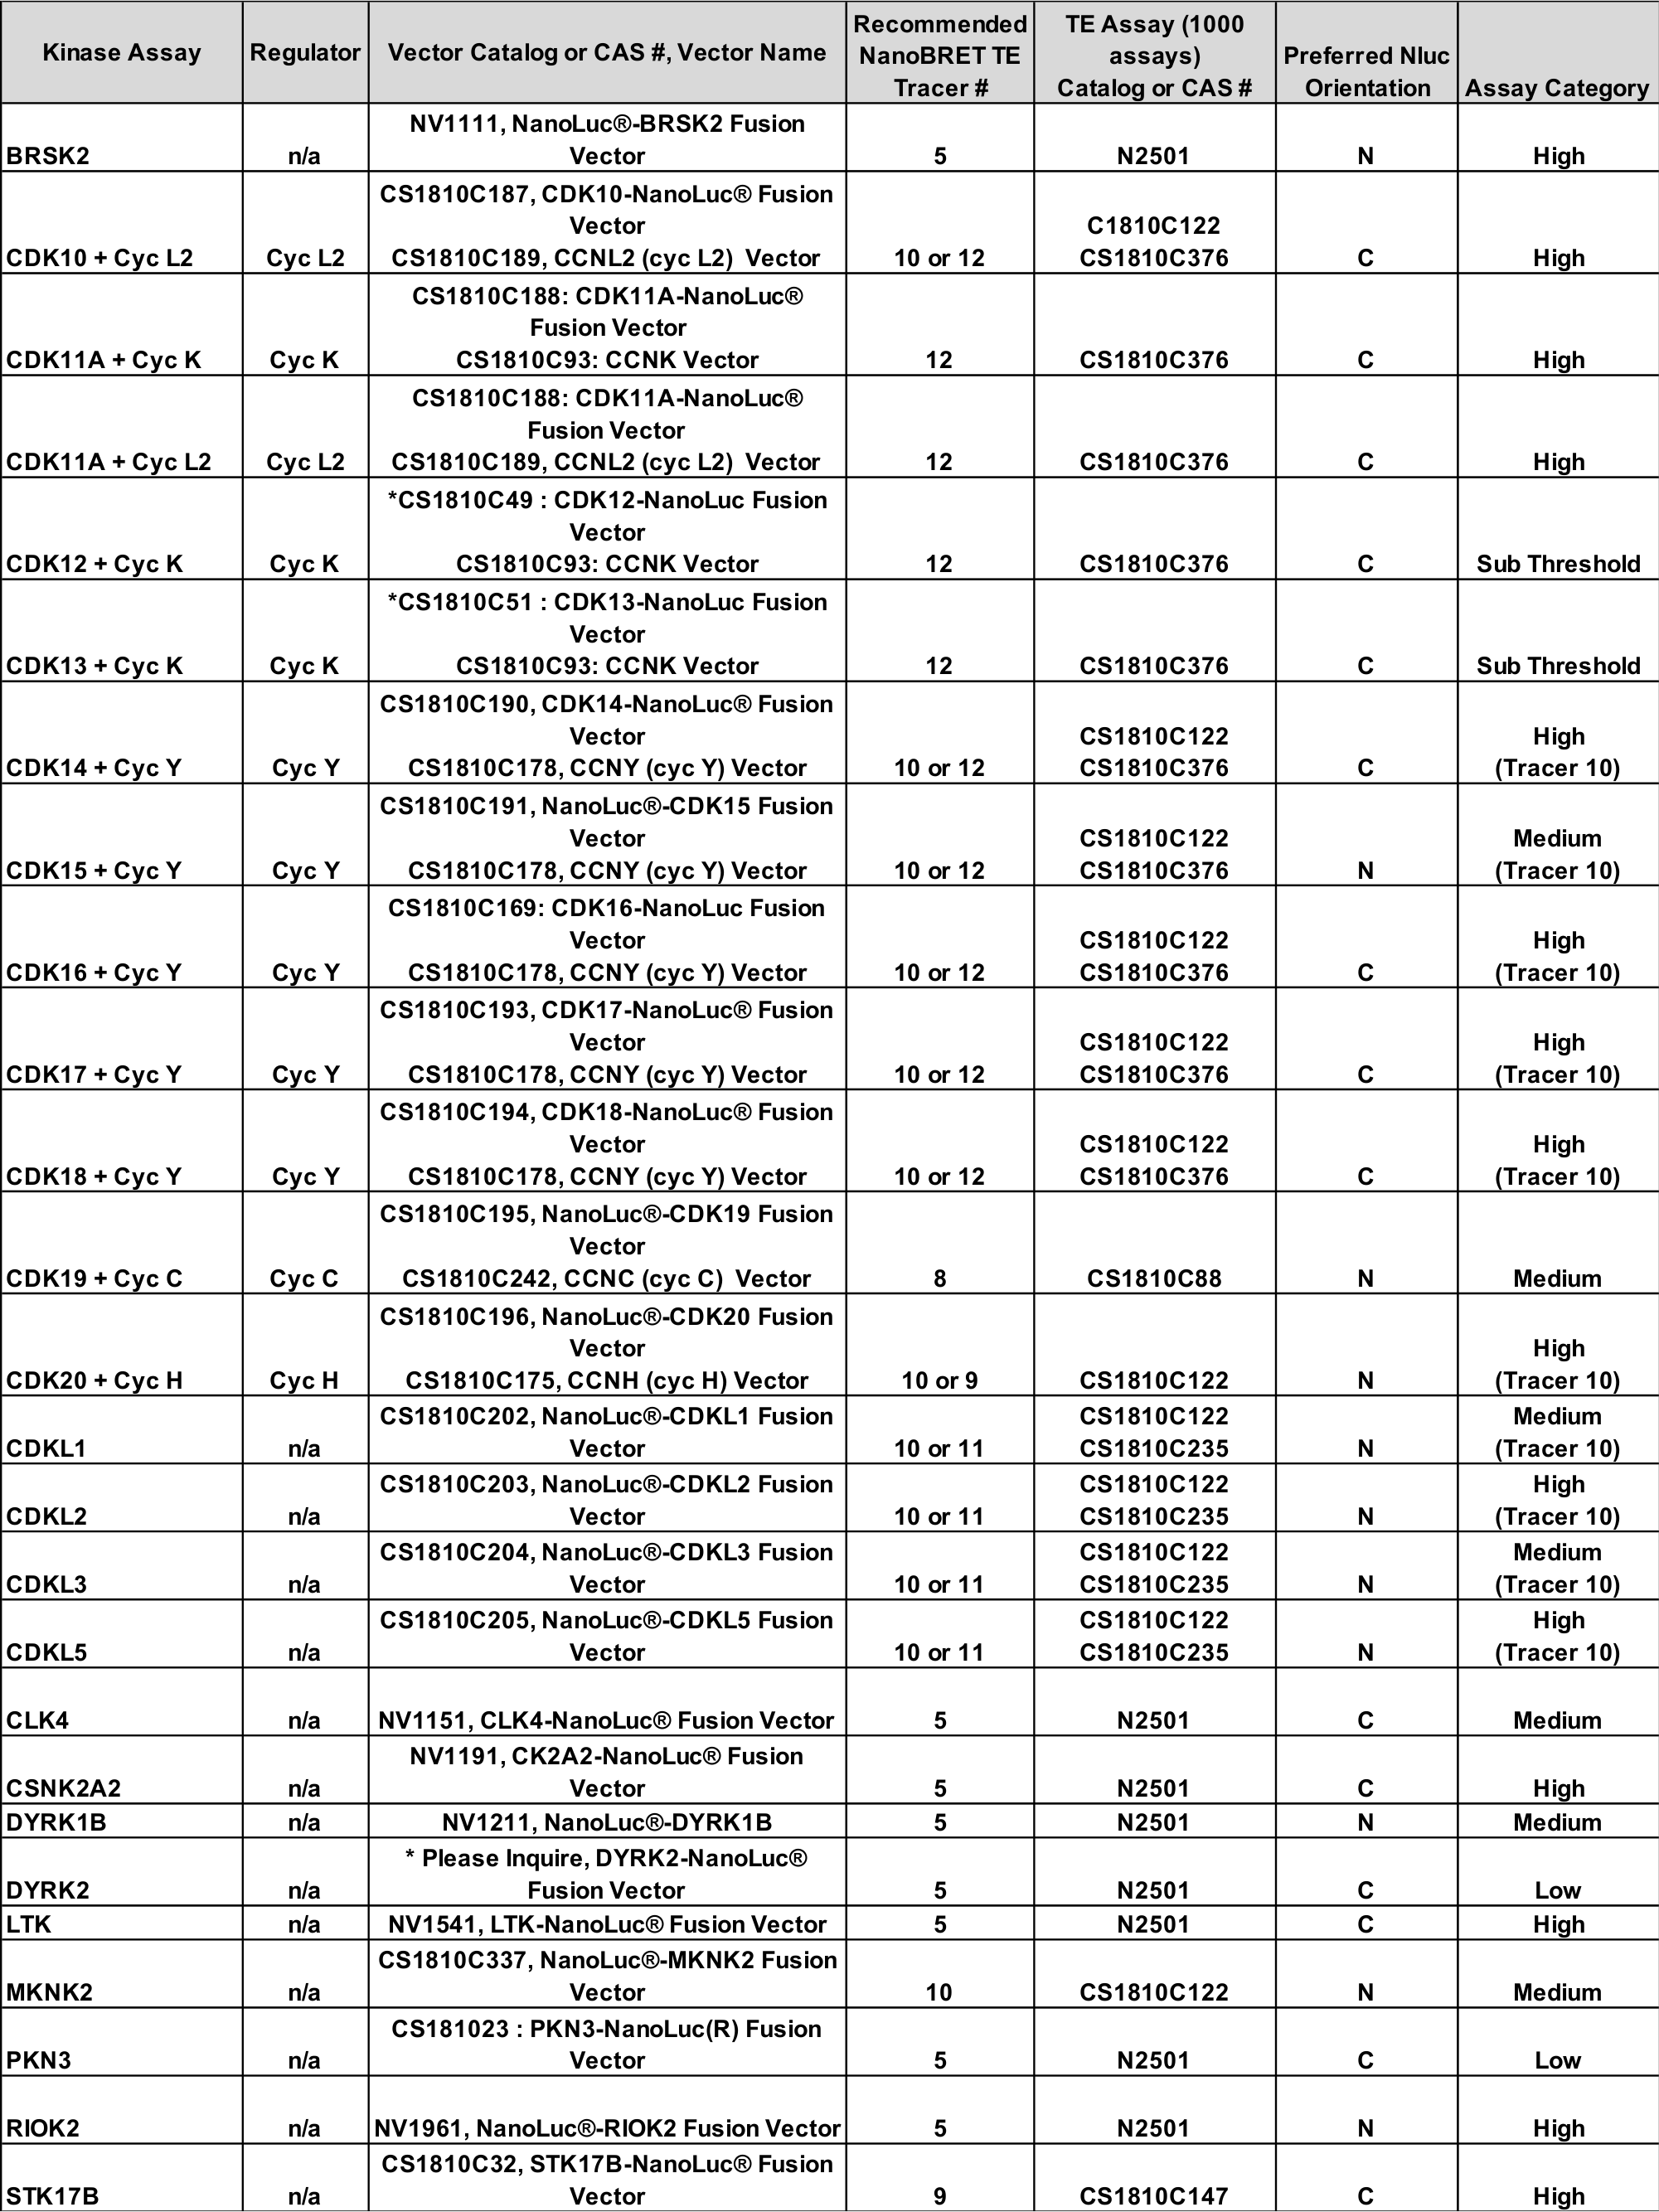 Kinase Assay Regulator Vector Catalog or CAS #, Vector Name Recommended NanoBRET TE Tracer # TE Assay (1000 assays) Catalog or CAS # Preferred Nluc Orientation Assay Category
BRSK2 n/a NV1111, NanoLuc®-BRSK2 Fusion Vector 5 N2501 N High
CDK10 + Cyc L2 Cyc L2 CS1810C187, CDK10-NanoLuc® Fusion Vector CS1810C189, CCNL2 (cyc L2) Vector 10 or 12 C1810C122 CS1810C376 C High
CDK11A + Cyc K Cyc K CS1810C188: CDK11A-NanoLuc® Fusion Vector CS1810C93: CCNK Vector 12 CS1810C376 C High
CDK11A + Cyc L2 Cyc L2 CS1810C188: CDK11A-NanoLuc® Fusion Vector CS1810C189, CCNL2 (cyc L2) Vector 12 CS1810C376 C High
CDK12 + Cyc K Cyc K *CS1810C49 : CDK12-NanoLuc Fusion Vector CS1810C93: CCNK Vector 12 CS1810C376 C Sub Threshold
CDK13 + Cyc K Cyc K *CS1810C51 : CDK13-NanoLuc Fusion Vector CS1810C93: CCNK Vector 12 CS1810C376 C Sub Threshold
CDK14 + Cyc Y Cyc Y CS1810C190, CDK14-NanoLuc® Fusion Vector CS1810C178, CCNY (cyc Y) Vector 10 or 12 CS1810C122 CS1810C376 C High (Tracer 10)
CDK15 + Cyc Y Cyc Y CS1810C191, NanoLuc®-CDK15 Fusion Vector CS1810C178, CCNY (cyc Y) Vector 10 or 12 CS1810C122 CS1810C376 N Medium (Tracer 10)
CDK16 + Cyc Y Cyc Y CS1810C169: CDK16-NanoLuc Fusion Vector CS1810C178, CCNY (cyc Y) Vector 10 or 12 CS1810C122 CS1810C376 C High (Tracer 10)
CDK17 + Cyc Y Cyc Y CS1810C193, CDK17-NanoLuc® Fusion Vector CS1810C178, CCNY (cyc Y) Vector 10 or 12 CS1810C122 CS1810C376 C High (Tracer 10)
CDK18 + Cyc Y Cyc Y CS1810C194, CDK18-NanoLuc® Fusion Vector CS1810C178, CCNY (cyc Y) Vector 10 or 12 CS1810C122 CS1810C376 C High (Tracer 10)
CDK19 + Cyc C Cyc C CS1810C195, NanoLuc®-CDK19 Fusion Vector CS1810C242, CCNC (cyc C) Vector 8 CS1810C88 N Medium
CDK20 + Cyc H Cyc H CS1810C196, NanoLuc®-CDK20 Fusion Vector CS1810C175, CCNH (cyc H) Vector 10 or 9 CS1810C122 N High (Tracer 10)
CDKL1 n/a CS1810C202, NanoLuc®-CDKL1 Fusion Vector 10 or 11 CS1810C122 CS1810C235 N Medium (Tracer 10)
CDKL2 n/a CS1810C203, NanoLuc®-CDKL2 Fusion Vector 10 or 11 CS1810C122 CS1810C235 N High (Tracer 10)
CDKL3 n/a CS1810C204, NanoLuc®-CDKL3 Fusion Vector 10 or 11 CS1810C122 CS1810C235 N Medium (Tracer 10)
CDKL5 n/a CS1810C205, NanoLuc®-CDKL5 Fusion Vector 10 or 11 CS1810C122 CS1810C235 N High (Tracer 10)
CLK4 n/a NV1151, CLK4-NanoLuc® Fusion Vector 5 N2501 C Medium
CSNK2A2 n/a NV1191, CK2A2-NanoLuc® Fusion Vector 5 N2501 C High
DYRK1B n/a NV1211, NanoLuc®-DYRK1B 5 N2501 N Medium
DYRK2 n/a * Please Inquire, DYRK2-NanoLuc® Fusion Vector 5 N2501 C Low
LTK n/a NV1541, LTK-NanoLuc® Fusion Vector 5 N2501 C High
MKNK2 n/a CS1810C337, NanoLuc®-MKNK2 Fusion Vector 10 CS1810C122 N Medium
PKN3 n/a CS181023 : PKN3-NanoLuc(R) Fusion Vector 5 N2501 C Low
RIOK2 n/a NV1961, NanoLuc®-RIOK2 Fusion Vector 5 N2501 N High
STK17B n/a CS1810C32, STK17B-NanoLuc® Fusion Vector 9 CS1810C147 C High